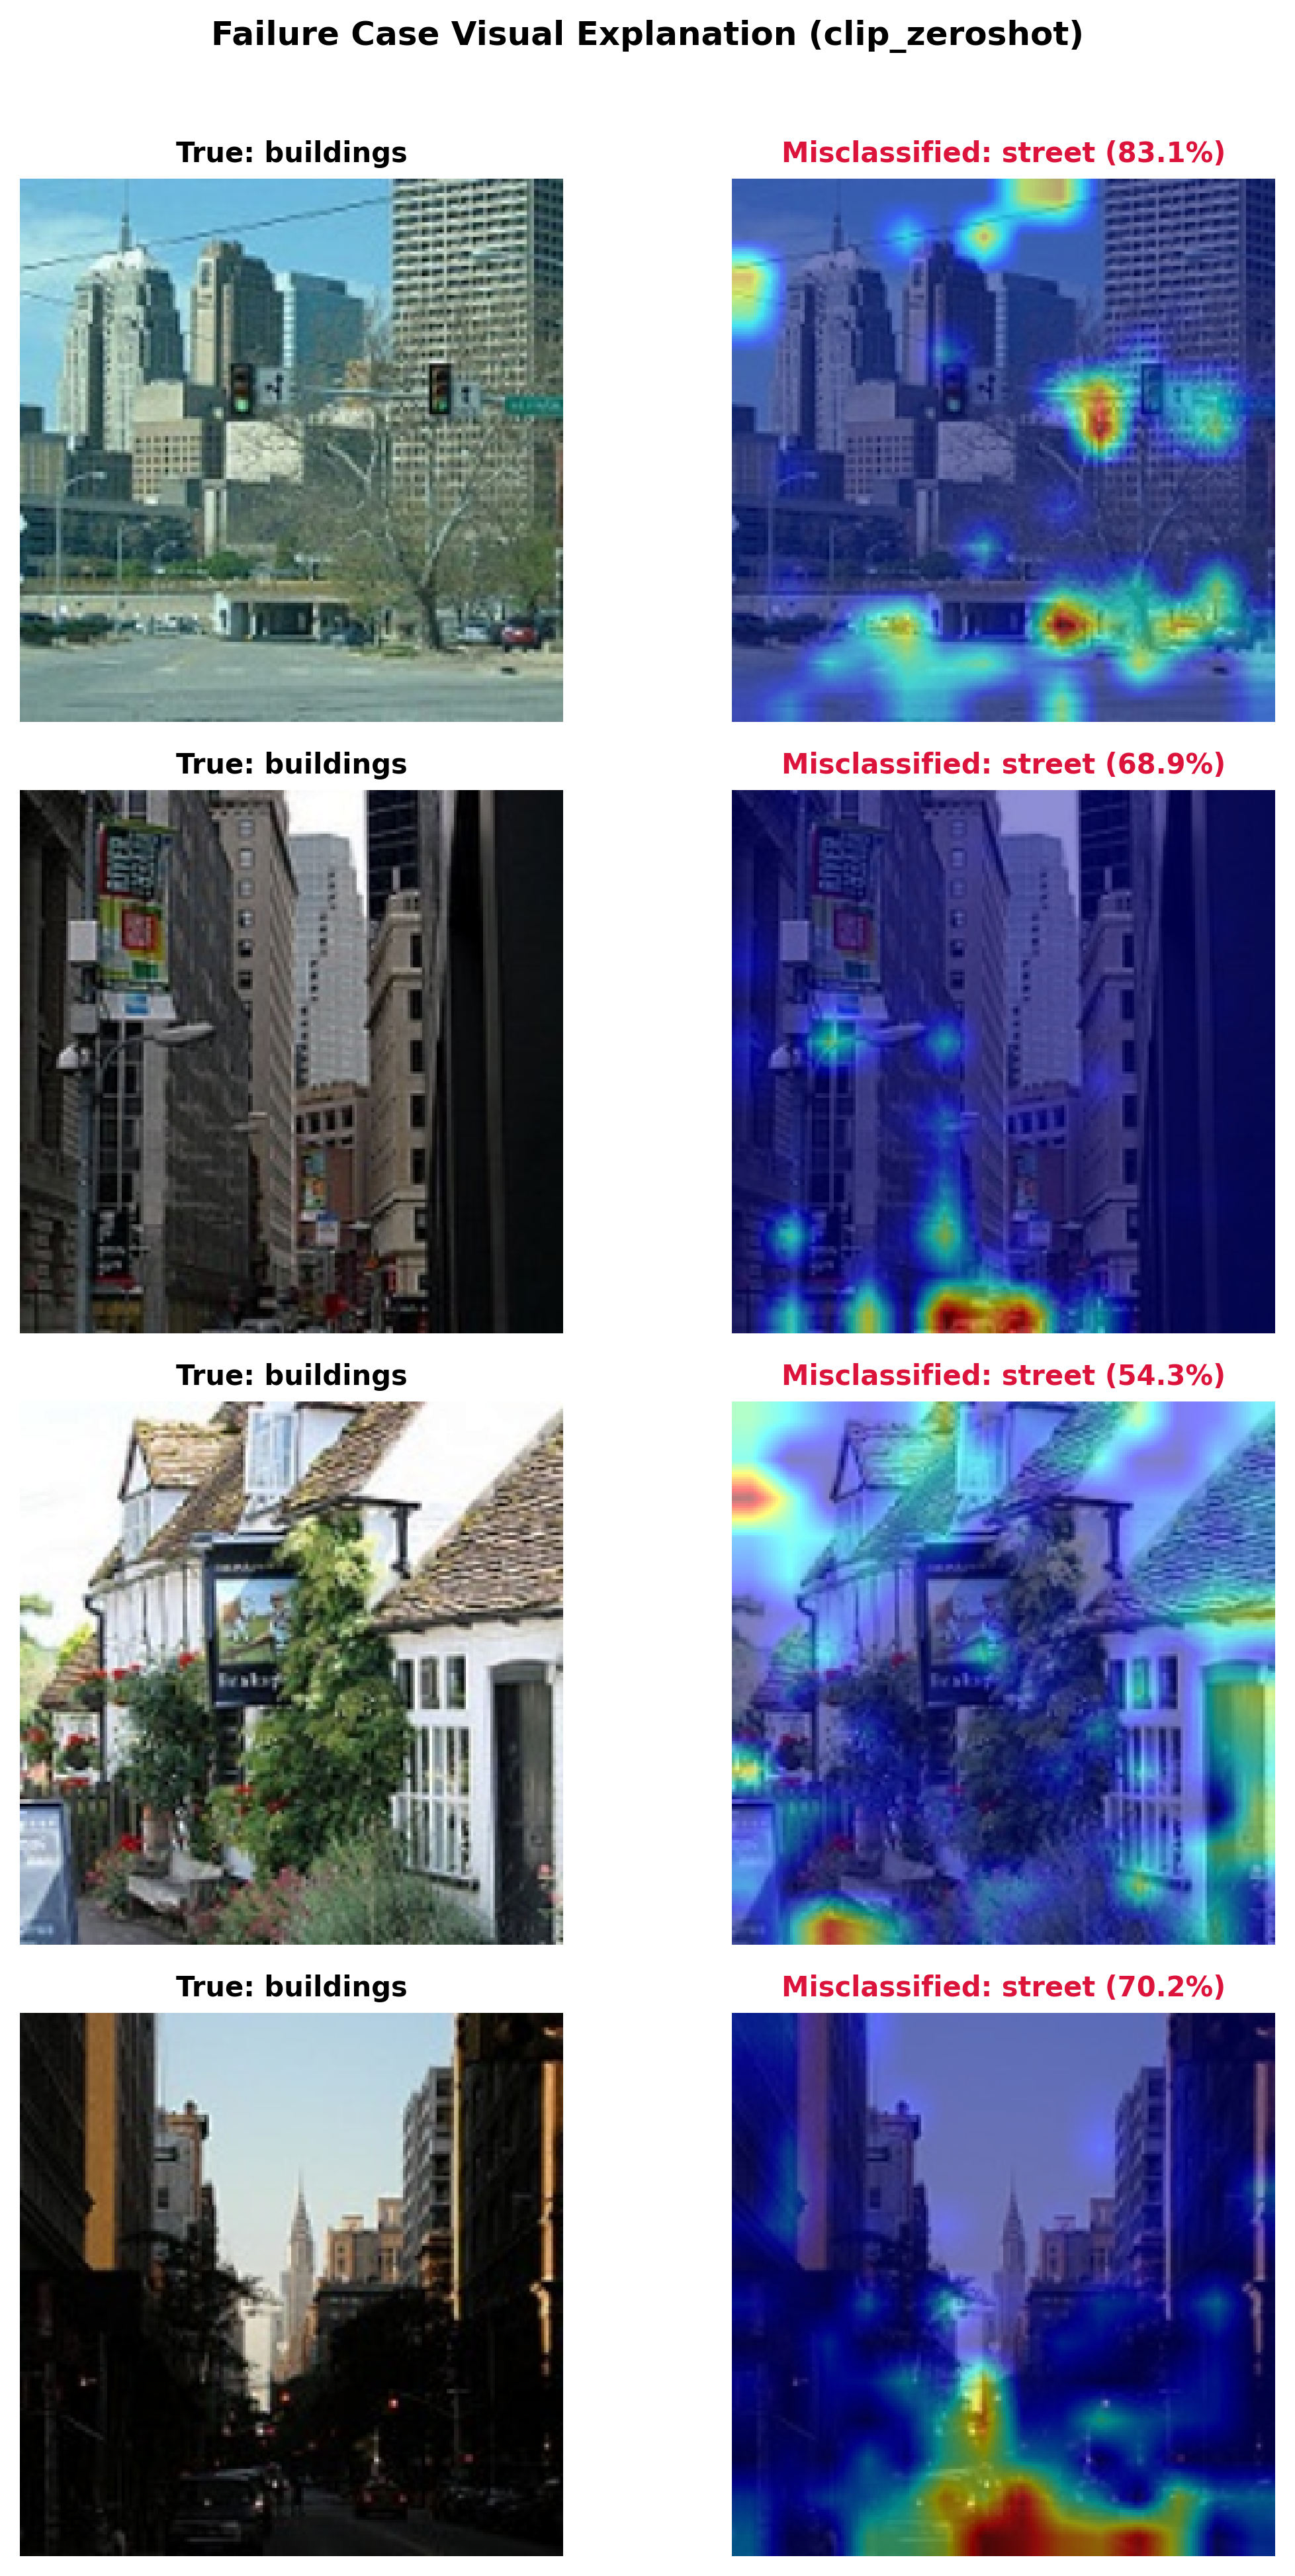 Failure Case Visual Explanation (clip_zeroshot)
True: buildings
Misclassified: street (83.1%)
True: buildings
Misclassified: street (68.9%)
True: buildings
Misclassified: street (54.3%)
True: buildings
Misclassified: street (70.2%)